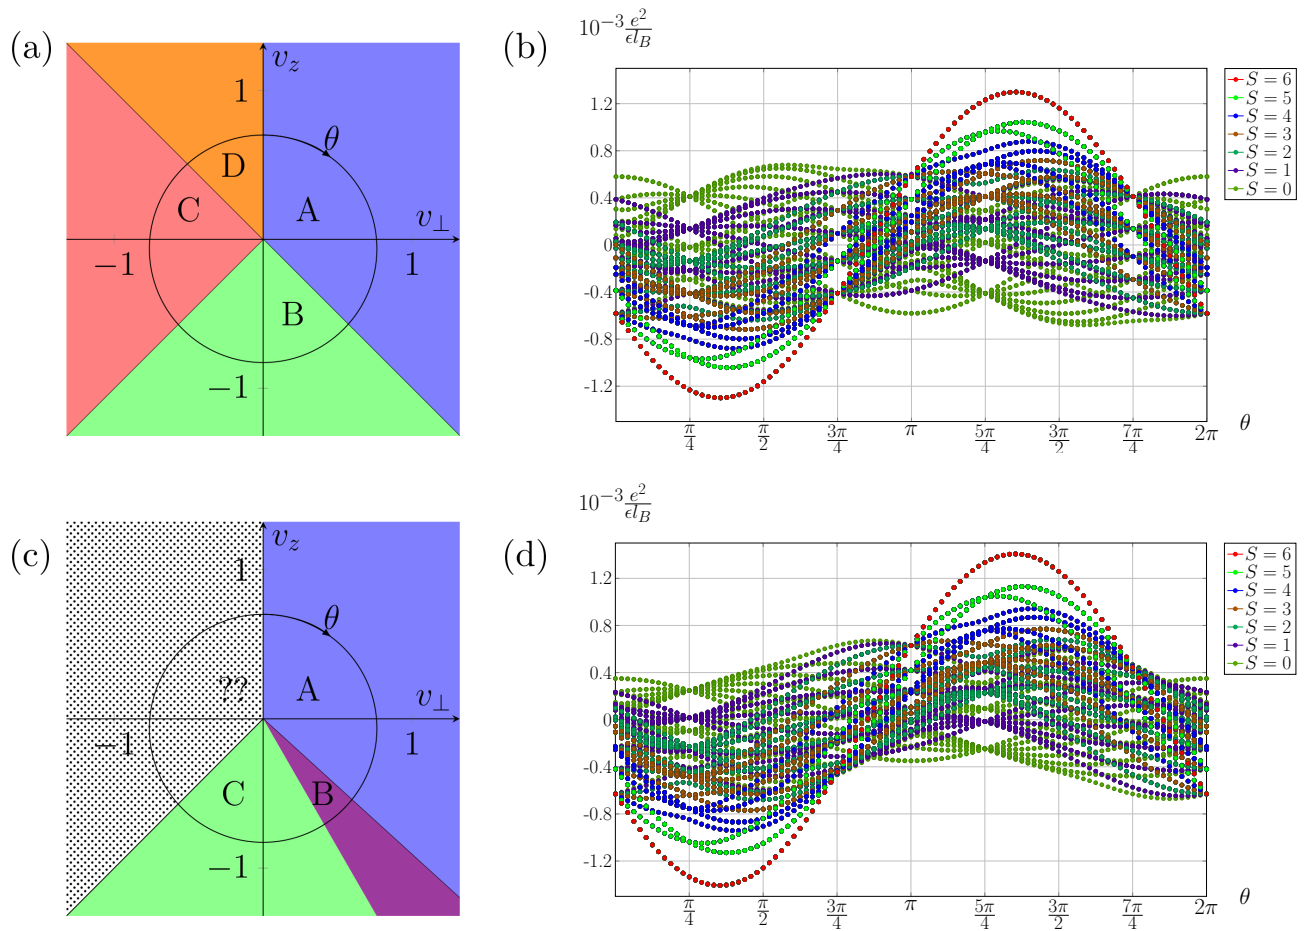 (a)
v_z
1
θ
D
C
A
v_⊥
−1
1
B
−1
(b)
10^{−3} e²/ϵl_B
1.2
0.8
0.4
0
-0.4
-0.8
-1.2
π/4
π/2
3π/4
π
5π/4
3π/2
7π/4
2π
θ
S = 6
S = 5
S = 4
S = 3
S = 2
S = 1
S = 0
(c)
v_z
1
θ
??
A
v_⊥
−1
1
C
B
−1
(d)
10^{−3} e²/ϵl_B
1.2
0.8
0.4
0
-0.4
-0.8
-1.2
π/4
π/2
3π/4
π
5π/4
3π/2
7π/4
2π
θ
S = 6
S = 5
S = 4
S = 3
S = 2
S = 1
S = 0